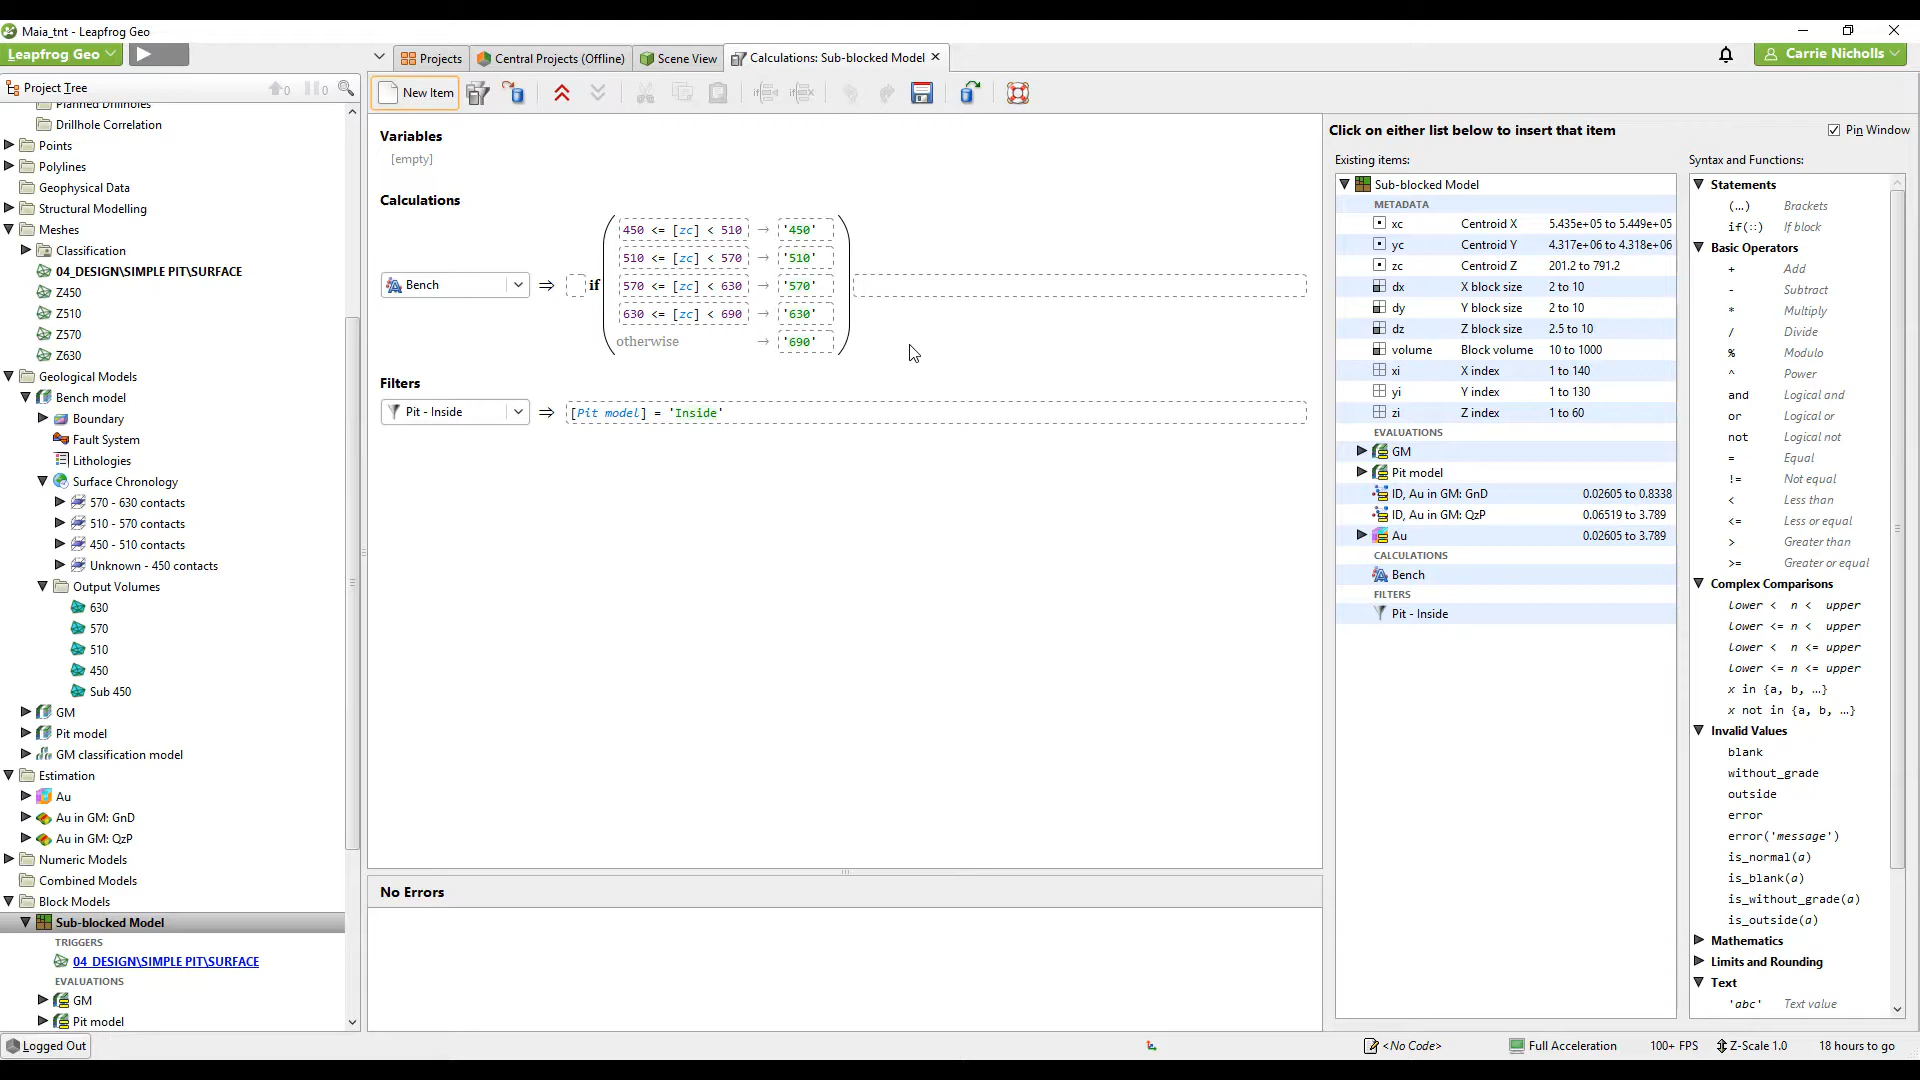 Maia_tnt - Leapfrog Geo
Leapfrog Geo
Projects
Central Projects (Offline)
Scene View
Calculations: Sub-blocked Model
Carrie Nicholls
Project Tree
0
0
New Item
Planned Drillholes
Drillhole Correlation
Points
Polylines
Geophysical Data
Structural Modelling
Meshes
Classification
04_DESIGN\SIMPLE PIT\SURFACE
Z450
Z510
Z570
Z630
Geological Models
Bench model
Boundary
Fault System
Lithologies
Surface Chronology
570 - 630 contacts
510 - 570 contacts
450 - 510 contacts
Unknown - 450 contacts
Output Volumes
630
570
510
450
Sub 450
GM
Pit model
GM classification model
Estimation
Au
Au in GM: GnD
Au in GM: QzP
Numeric Models
Combined Models
Block Models
Sub-blocked Model
TRIGGERS
04_DESIGN\SIMPLE PIT\SURFACE
EVALUATIONS
GM
Pit model
Variables
[empty]
Calculations
Bench ⇒ if
450 <= [zc] < 510 → '450'
510 <= [zc] < 570 → '510'
570 <= [zc] < 630 → '570'
630 <= [zc] < 690 → '630'
otherwise → '690'
Filters
Pit - Inside ⇒ [Pit model] = 'Inside'
No Errors
Click on either list below to insert that item
Pin Window
Existing items:
Sub-blocked Model
METADATA
xc Centroid X 5.435e+05 to 5.449e+05
yc Centroid Y 4.317e+06 to 4.318e+06
zc Centroid Z 201.2 to 791.2
dx X block size 2 to 10
dy Y block size 2 to 10
dz Z block size 2.5 to 10
volume Block volume 10 to 1000
xi X index 1 to 140
yi Y index 1 to 130
zi Z index 1 to 60
EVALUATIONS
GM
Pit model
ID, Au in GM: GnD 0.02605 to 0.8338
ID, Au in GM: QzP 0.06519 to 3.789
Au 0.02605 to 3.789
CALCULATIONS
Bench
FILTERS
Pit - Inside
Syntax and Functions:
Statements
(...) Brackets
if(::) If block
Basic Operators
+ Add
- Subtract
* Multiply
/ Divide
% Modulo
^ Power
and Logical and
or Logical or
not Logical not
= Equal
!= Not equal
< Less than
<= Less or equal
> Greater than
>= Greater or equal
Complex Comparisons
lower < n < upper
lower <= n < upper
lower < n <= upper
lower <= n <= upper
x in {a, b, …}
x not in {a, b, …}
Invalid Values
blank
without_grade
outside
error
error('message')
is_normal(a)
is_blank(a)
is_without_grade(a)
is_outside(a)
Mathematics
Limits and Rounding
Text
'abc' Text value
Logged Out
<No Code>
Full Acceleration
100+ FPS
Z-Scale 1.0
18 hours to go